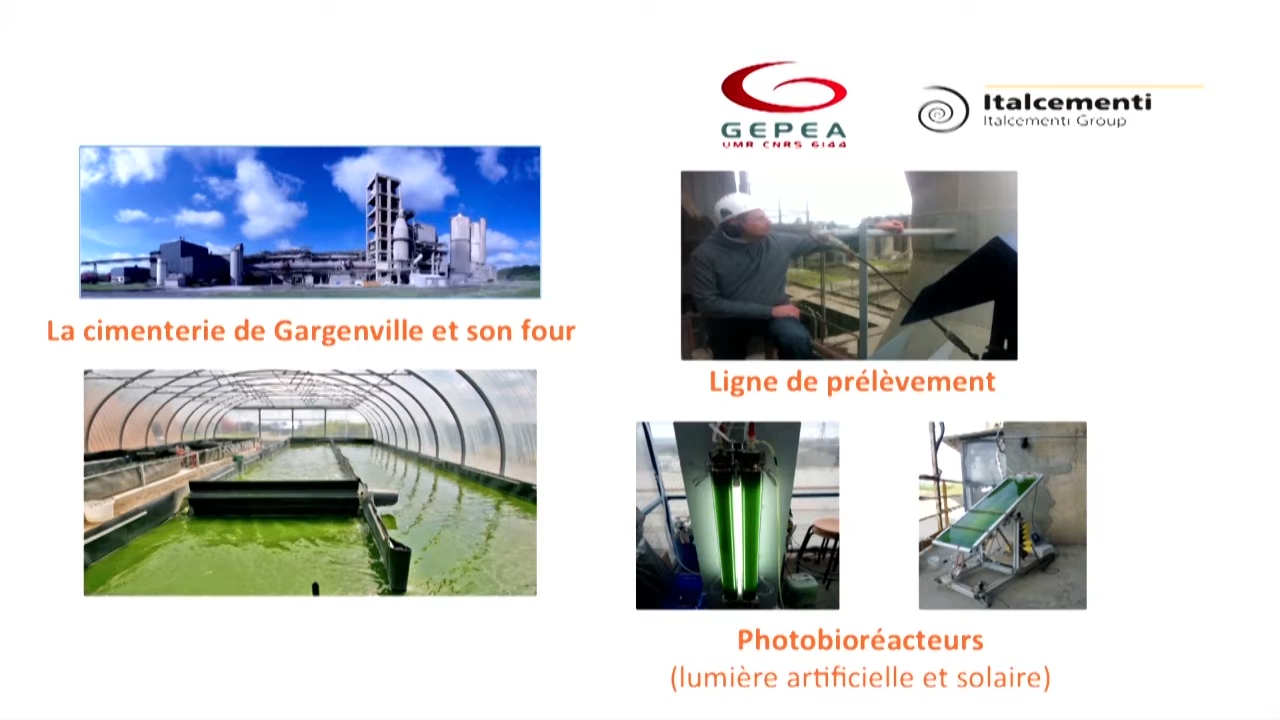 GEPEA
UMR CNRS 6144
Italcementi
Italcementi Group
La cimenterie de Gargenville et son four
Ligne de prélèvement
Photobioréacteurs
(lumière artificielle et solaire)